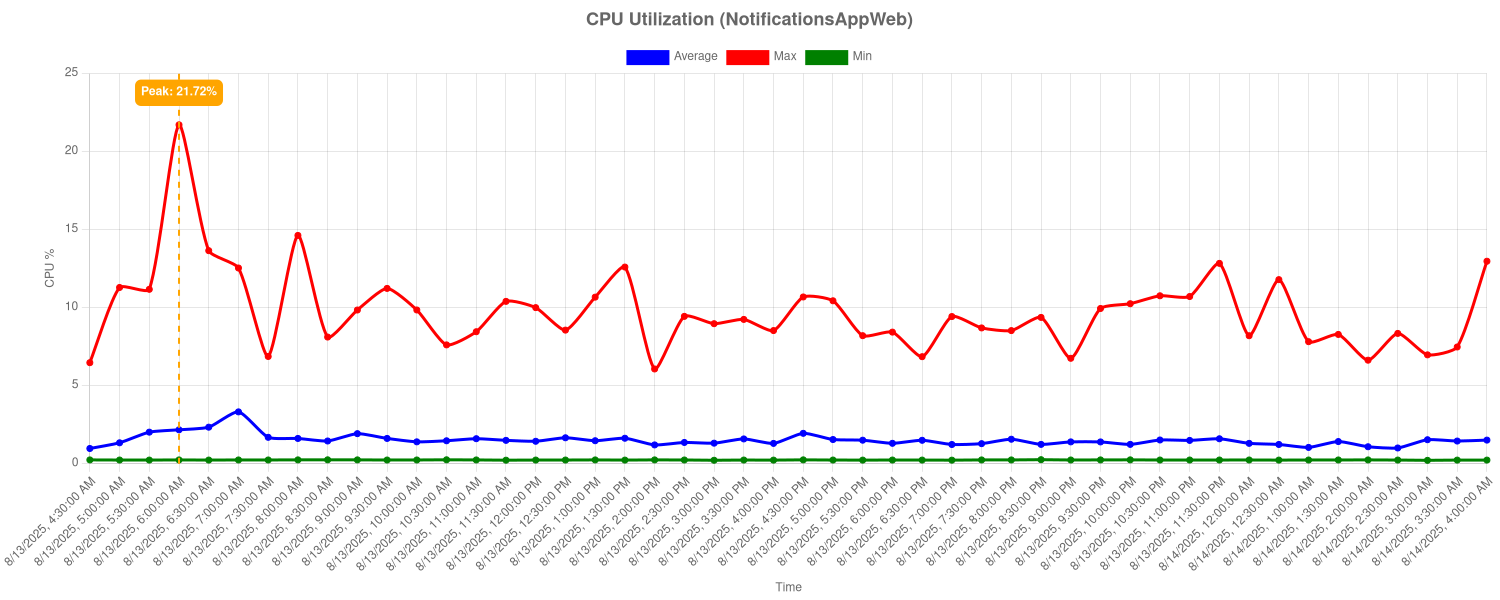 CPU Utilization (NotificationsAppWeb)
Average Max Min
Peak: 21.72%
25
20
15
10
5
0
CPU %
8/13/2025, 4:30:00 AM
8/13/2025, 5:00:00 AM
8/13/2025, 5:30:00 AM
8/13/2025, 6:00:00 AM
8/13/2025, 6:30:00 AM
8/13/2025, 7:00:00 AM
8/13/2025, 7:30:00 AM
8/13/2025, 8:00:00 AM
8/13/2025, 8:30:00 AM
8/13/2025, 9:00:00 AM
8/13/2025, 9:30:00 AM
8/13/2025, 10:00:00 AM
8/13/2025, 10:30:00 AM
8/13/2025, 11:00:00 AM
8/13/2025, 11:30:00 AM
8/13/2025, 12:00:00 PM
8/13/2025, 12:30:00 PM
8/13/2025, 1:00:00 PM
8/13/2025, 1:30:00 PM
8/13/2025, 2:00:00 PM
8/13/2025, 2:30:00 PM
8/13/2025, 3:00:00 PM
8/13/2025, 3:30:00 PM
8/13/2025, 4:00:00 PM
8/13/2025, 4:30:00 PM
8/13/2025, 5:00:00 PM
8/13/2025, 5:30:00 PM
8/13/2025, 6:00:00 PM
8/13/2025, 6:30:00 PM
8/13/2025, 7:00:00 PM
8/13/2025, 7:30:00 PM
8/13/2025, 8:00:00 PM
8/13/2025, 8:30:00 PM
8/13/2025, 9:00:00 PM
8/13/2025, 9:30:00 PM
8/13/2025, 10:00:00 PM
8/13/2025, 10:30:00 PM
8/13/2025, 11:00:00 PM
8/13/2025, 11:30:00 PM
8/14/2025, 12:00:00 AM
8/14/2025, 12:30:00 AM
8/14/2025, 1:00:00 AM
8/14/2025, 1:30:00 AM
8/14/2025, 2:00:00 AM
8/14/2025, 2:30:00 AM
8/14/2025, 3:00:00 AM
8/14/2025, 3:30:00 AM
8/14/2025, 4:00:00 AM
Time